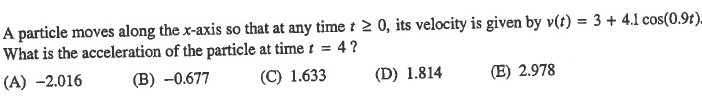 A particle moves along the x-axis so that at any time t ≥ 0, its velocity is given by v(t) = 3 + 4.1 cos(0.9t).
What is the acceleration of the particle at time t = 4 ?
(A) −2.016 (B) −0.677 (C) 1.633 (D) 1.814 (E) 2.978